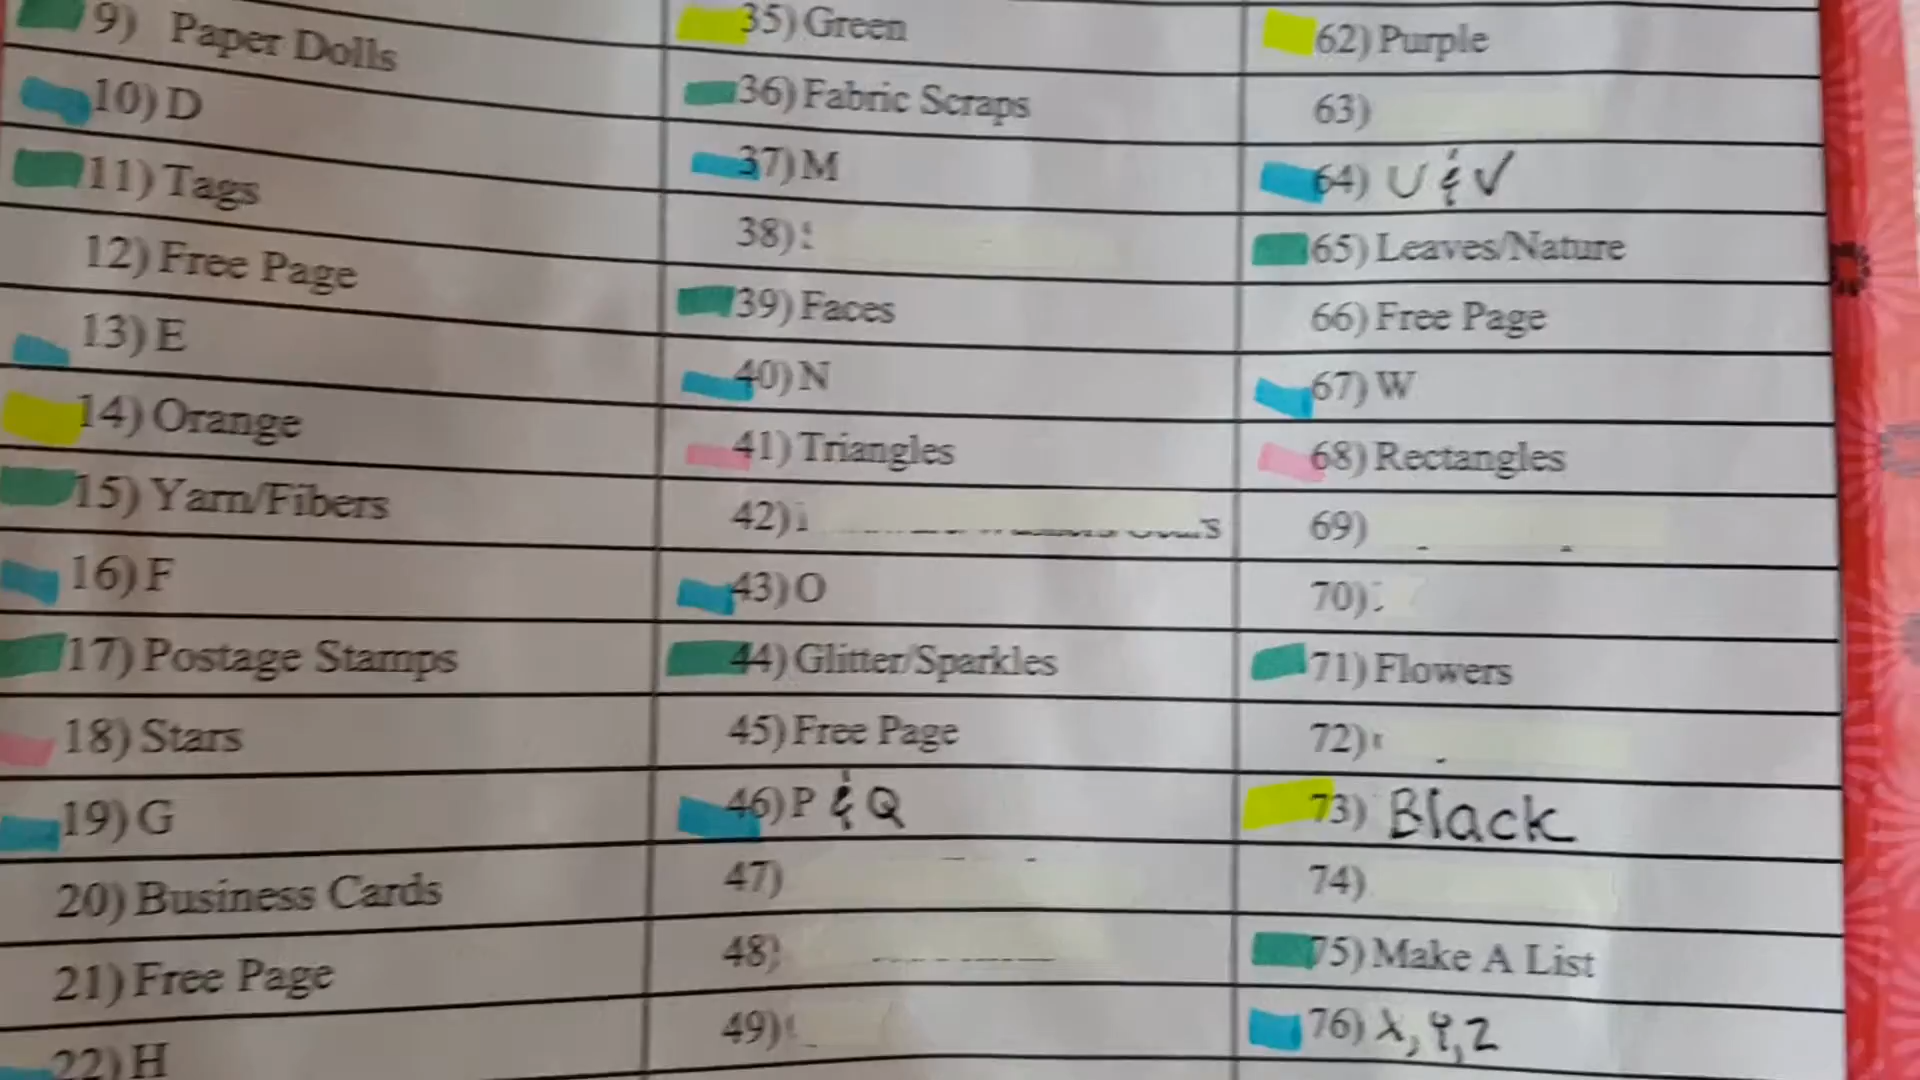 9) Paper Dolls
10) D
11) Tags
12) Free Page
13) E
14) Orange
15) Yarn/Fibers
16) F
17) Postage Stamps
18) Stars
19) G
20) Business Cards
21) Free Page
22) H
35) Green
36) Fabric Scraps
37) M
38)
39) Faces
40) N
41) Triangles
42)
43) O
44) Glitter/Sparkles
45) Free Page
46) P & Q
47)
48)
49)
62) Purple
63)
64) U & V
65) Leaves/Nature
66) Free Page
67) W
68) Rectangles
69)
70)
71) Flowers
72)
73) Black
74)
75) Make A List
76) X, Y, Z